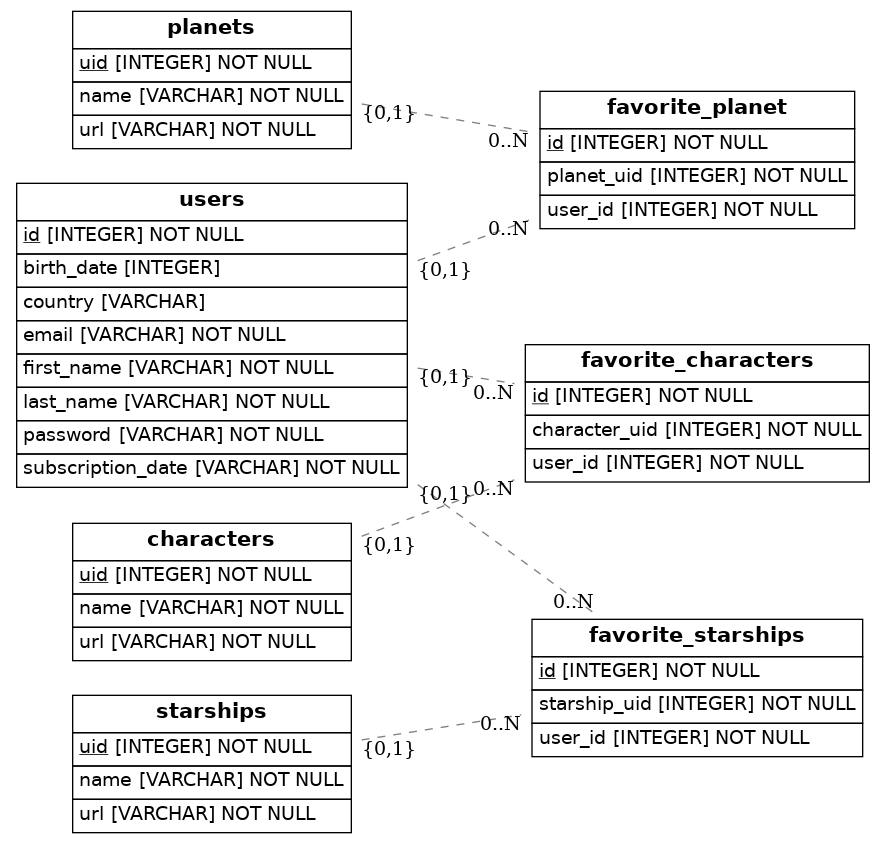 planets
uid [INTEGER] NOT NULL
name [VARCHAR] NOT NULL
url [VARCHAR] NOT NULL
{0,1}
0..N
favorite_planet
id [INTEGER] NOT NULL
planet_uid [INTEGER] NOT NULL
user_id [INTEGER] NOT NULL
0..N
{0,1}
users
id [INTEGER] NOT NULL
birth_date [INTEGER]
country [VARCHAR]
email [VARCHAR] NOT NULL
first_name [VARCHAR] NOT NULL
last_name [VARCHAR] NOT NULL
password [VARCHAR] NOT NULL
subscription_date [VARCHAR] NOT NULL
{0,1}
0..N
favorite_characters
id [INTEGER] NOT NULL
character_uid [INTEGER] NOT NULL
user_id [INTEGER] NOT NULL
{0,1}
0..N
characters
uid [INTEGER] NOT NULL
name [VARCHAR] NOT NULL
url [VARCHAR] NOT NULL
{0,1}
0..N
favorite_starships
id [INTEGER] NOT NULL
starship_uid [INTEGER] NOT NULL
user_id [INTEGER] NOT NULL
starships
uid [INTEGER] NOT NULL
name [VARCHAR] NOT NULL
url [VARCHAR] NOT NULL
{0,1}
0..N